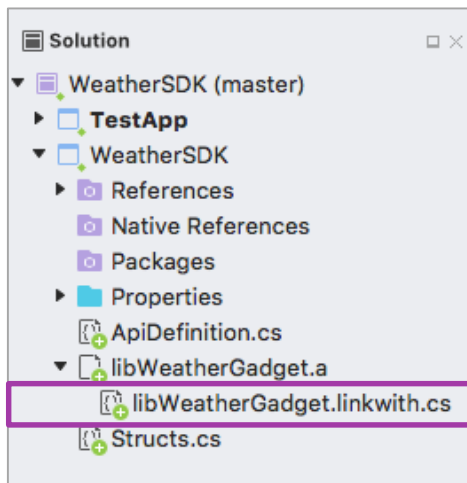 Solution
WeatherSDK (master)
TestApp
WeatherSDK
References
Native References
Packages
Properties
ApiDefinition.cs
libWeatherGadget.a
libWeatherGadget.linkwith.cs
Structs.cs